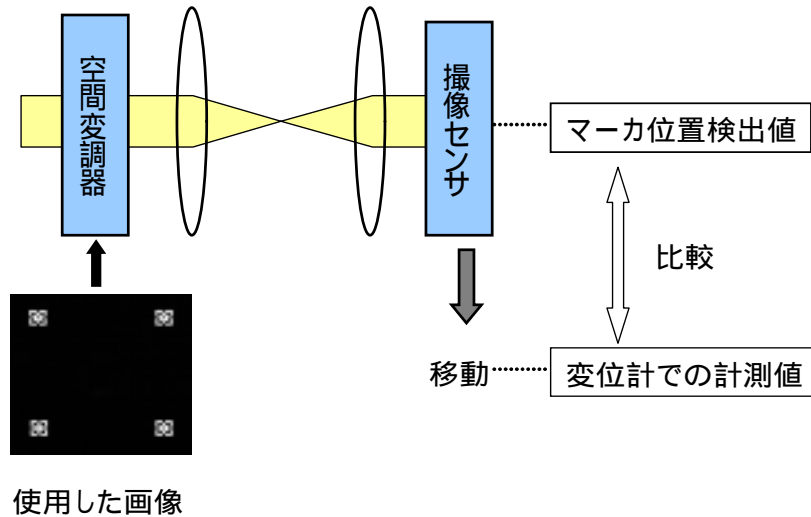 空間変調器
撮像センサ
マーカ位置検出値
比較
移動
変位計での計測値
使用した画像